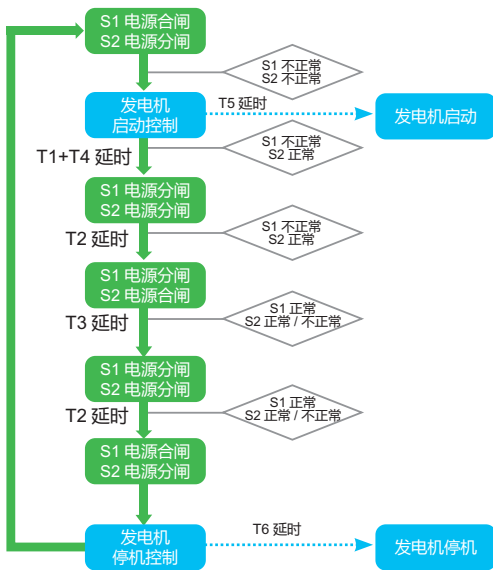 S1 电源合闸
S2 电源分闸
S1 不正常
S2 不正常
发电机
启动控制
T5 延时
发电机启动
S1 不正常
S2 正常
T1+T4 延时
S1 电源分闸
S2 电源分闸
S1 不正常
S2 正常
T2 延时
S1 电源分闸
S2 电源合闸
S1 正常
S2 正常 / 不正常
T3 延时
S1 电源分闸
S2 电源分闸
S1 正常
S2 正常 / 不正常
T2 延时
S1 电源合闸
S2 电源分闸
发电机
停机控制
T6 延时
发电机停机